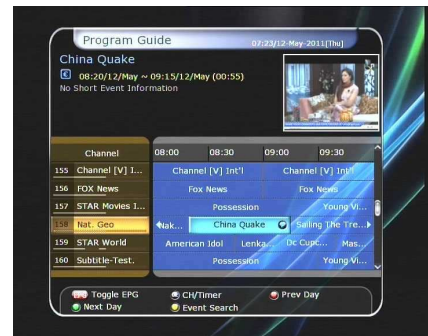 Program Guide
07:23/12-May-2011[Thu]
China Quake
€ 08:20/12/May ~ 09:15/12/May (00:55)
No Short Event Information
Channel 08:00 08:30 09:00 09:30
155 Channel [V] I... Channel [V] Int'l Channel [V] Int'l
156 FOX News Fox News Fox News
157 STAR Movies I... Possession Young Vi...
158 Nat. Geo Nak... China Quake Sailing The Tre...
159 STAR World American Idol Lenka... Dc Cupc... Mas...
160 Subtitle-Test. Possession Young Vi...
Toggle EPG CH/Timer Prev Day
Next Day Event Search